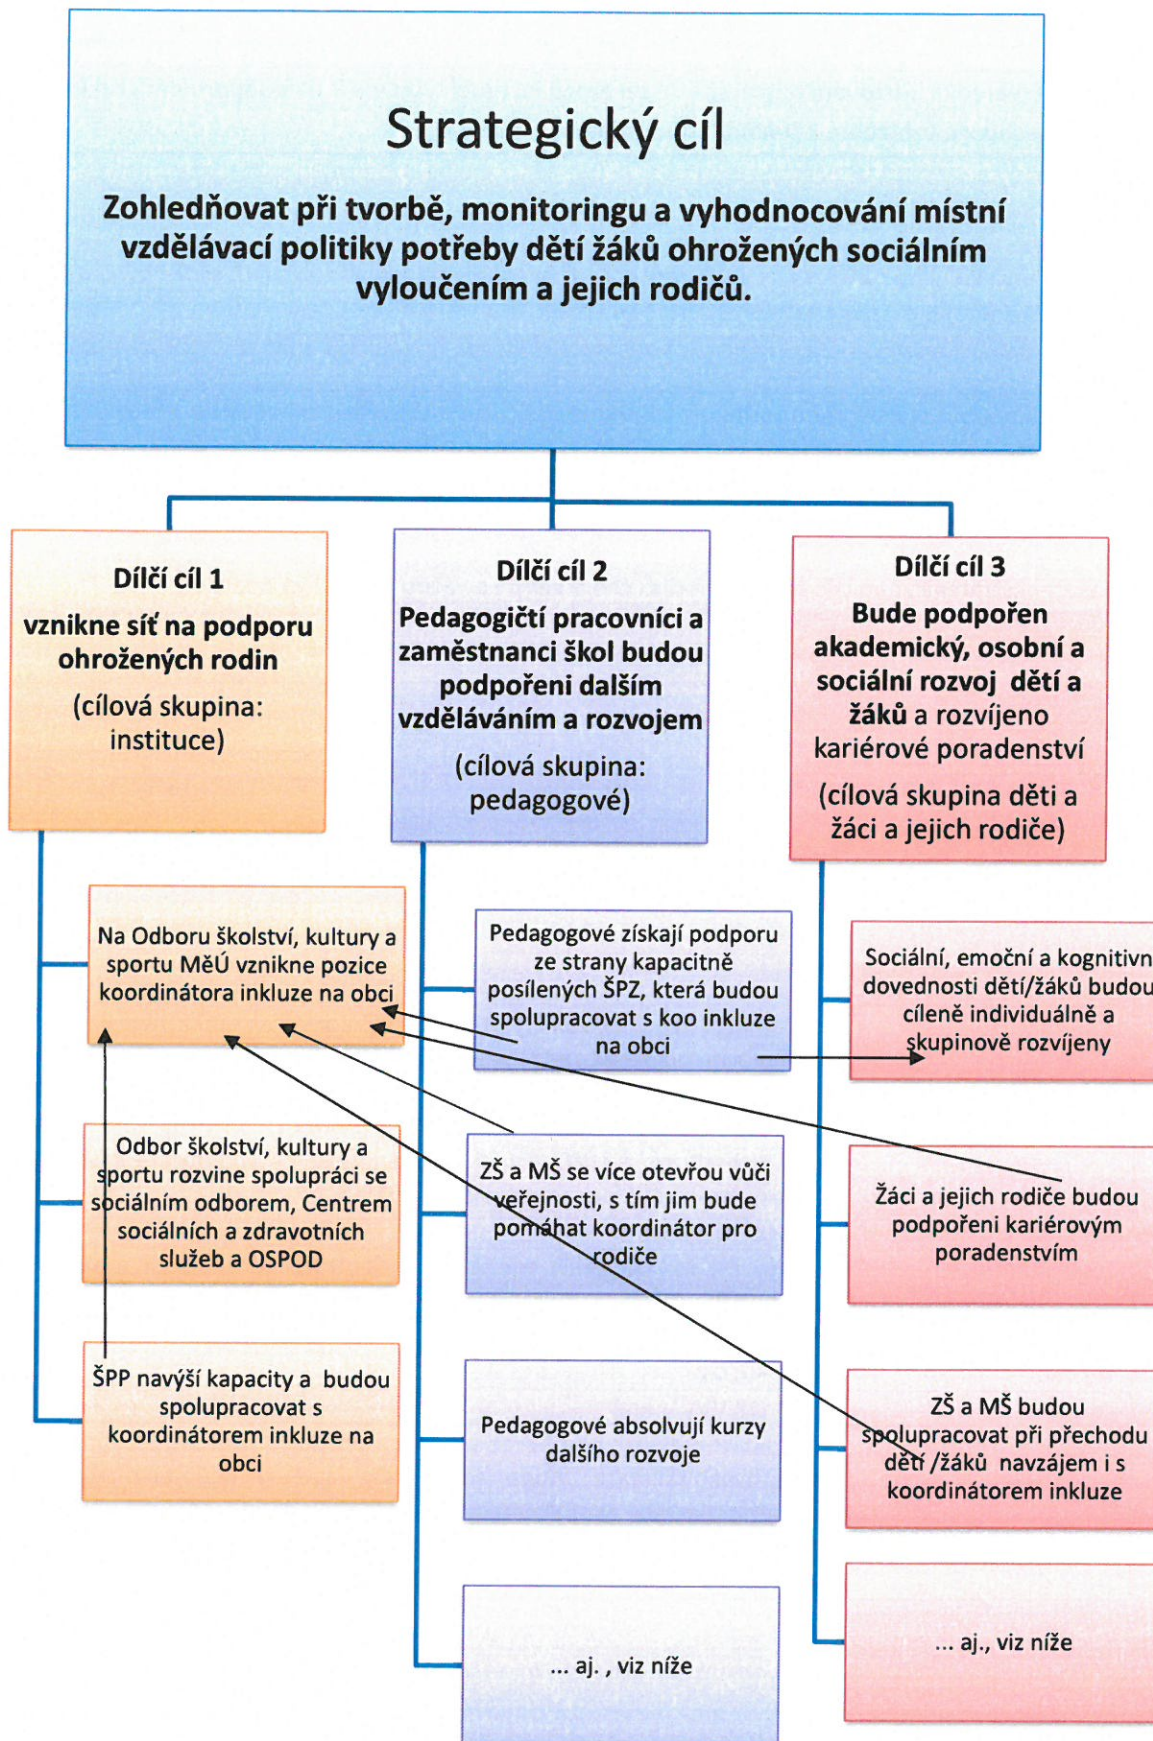 Strategický cíl
Zohledňovat při tvorbě, monitoringu a vyhodnocování místní
vzdělávací politiky potřeby dětí žáků ohrožených sociálním
vyloučením a jejich rodičů.
Dílčí cíl 1
vznikne síť na podporu
ohrožených rodin
(cílová skupina:
instituce)
Na Odboru školství, kultury a
sportu MěÚ vznikne pozice
koordinátora inkluze na obci
Odbor školství, kultury a
sportu rozvine spolupráci se
sociálním odborem, Centrem
sociálních a zdravotních
služeb a OSPOD
ŠPP navýší kapacity a budou
spolupracovat s
koordinátorem inkluze na
obci
Dílčí cíl 2
Pedagogičtí pracovníci a
zaměstnanci škol budou
podpořeni dalším
vzděláváním a rozvojem
(cílová skupina:
pedagogové)
Pedagogové získají podporu
ze strany kapacitně
posílených ŠPZ, která budou
spolupracovat s koo inkluze
na obci
ZŠ a MŠ se více otevřou vůči
veřejnosti, s tím jim bude
pomáhat koordinátor pro
rodiče
Pedagogové absolvují kurzy
dalšího rozvoje
... aj. , viz níže
Dílčí cíl 3
Bude podpořen
akademický, osobní a
sociální rozvoj dětí a
žáků a rozvíjeno
kariérové poradenství
(cílová skupina děti a
žáci a jejich rodiče)
Sociální, emoční a kognitivn
dovednosti dětí/žáků budou
cíleně individuálně a
skupinově rozvíjeny
Žáci a jejich rodiče budou
podpořeni kariérovým
poradenstvím
ZŠ a MŠ budou
spolupracovat při přechodu
dětí /žáků navzájem i s
koordinátorem inkluze
... aj., viz níže